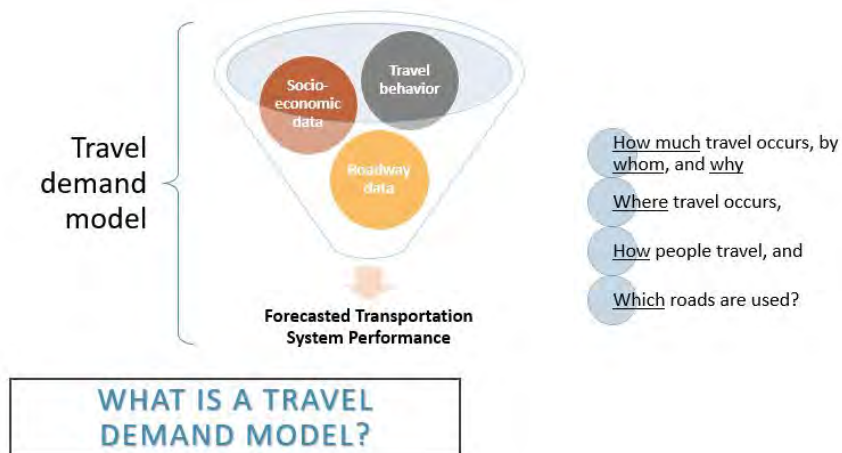 Travel
demand
model
Socio-
economic
data
Travel
behavior
Roadway
data
Forecasted Transportation
System Performance
How much travel occurs, by
whom, and why
Where travel occurs,
How people travel, and
Which roads are used?
WHAT IS A TRAVEL
DEMAND MODEL?